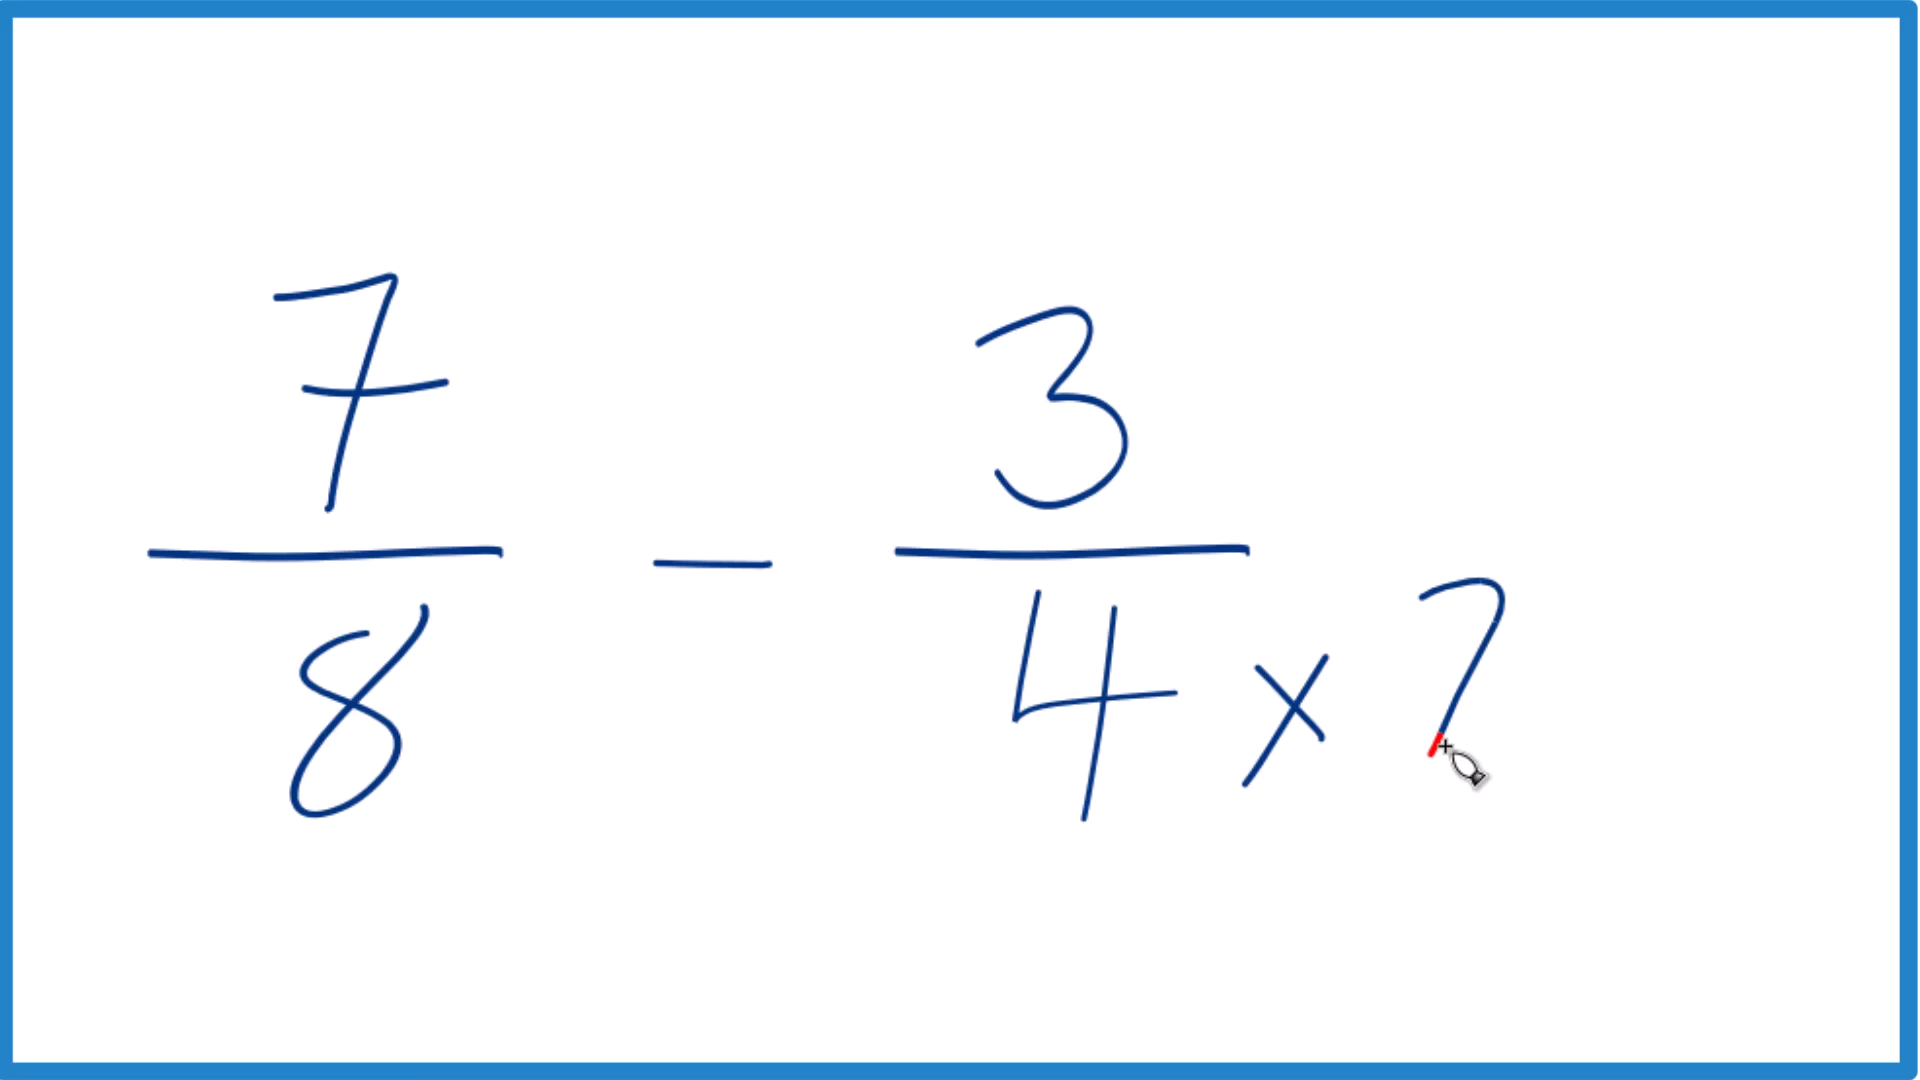 7 3
— – —
8 4 x ?